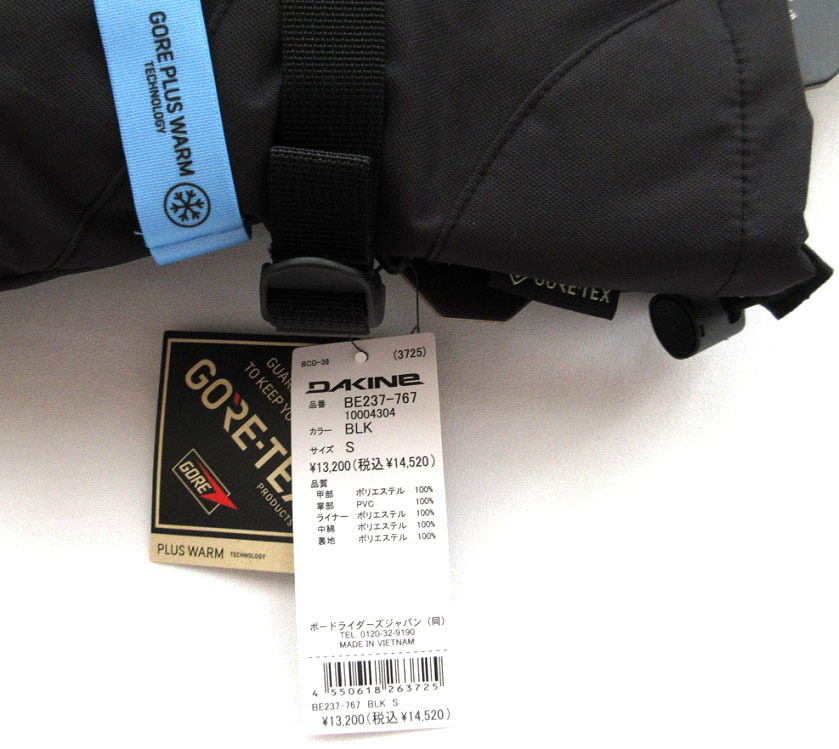 GORE PLUS WARM
TECHNOLOGY
GORE-TEX
GUAR
TO KEEP YOU
GORE-TEX
PRODUCTS
GORE
PLUS WARM TECHNOLOGY
BCD-38 (3725)
DAKINE
品番 BE237-767
10004304
カラー BLK
サイズ S
¥13,200(税込¥14,520)
品質
甲部 ポリエステル 100%
掌部 PVC 100%
ライナー ポリエステル 100%
中綿 ポリエステル 100%
裏地 ポリエステル 100%
ボードライダーズジャパン（同）
TEL 0120-32-9190
MADE IN VIETNAM
4 550618 263725
BE237-767 BLK S
¥13,200(税込¥14,520)